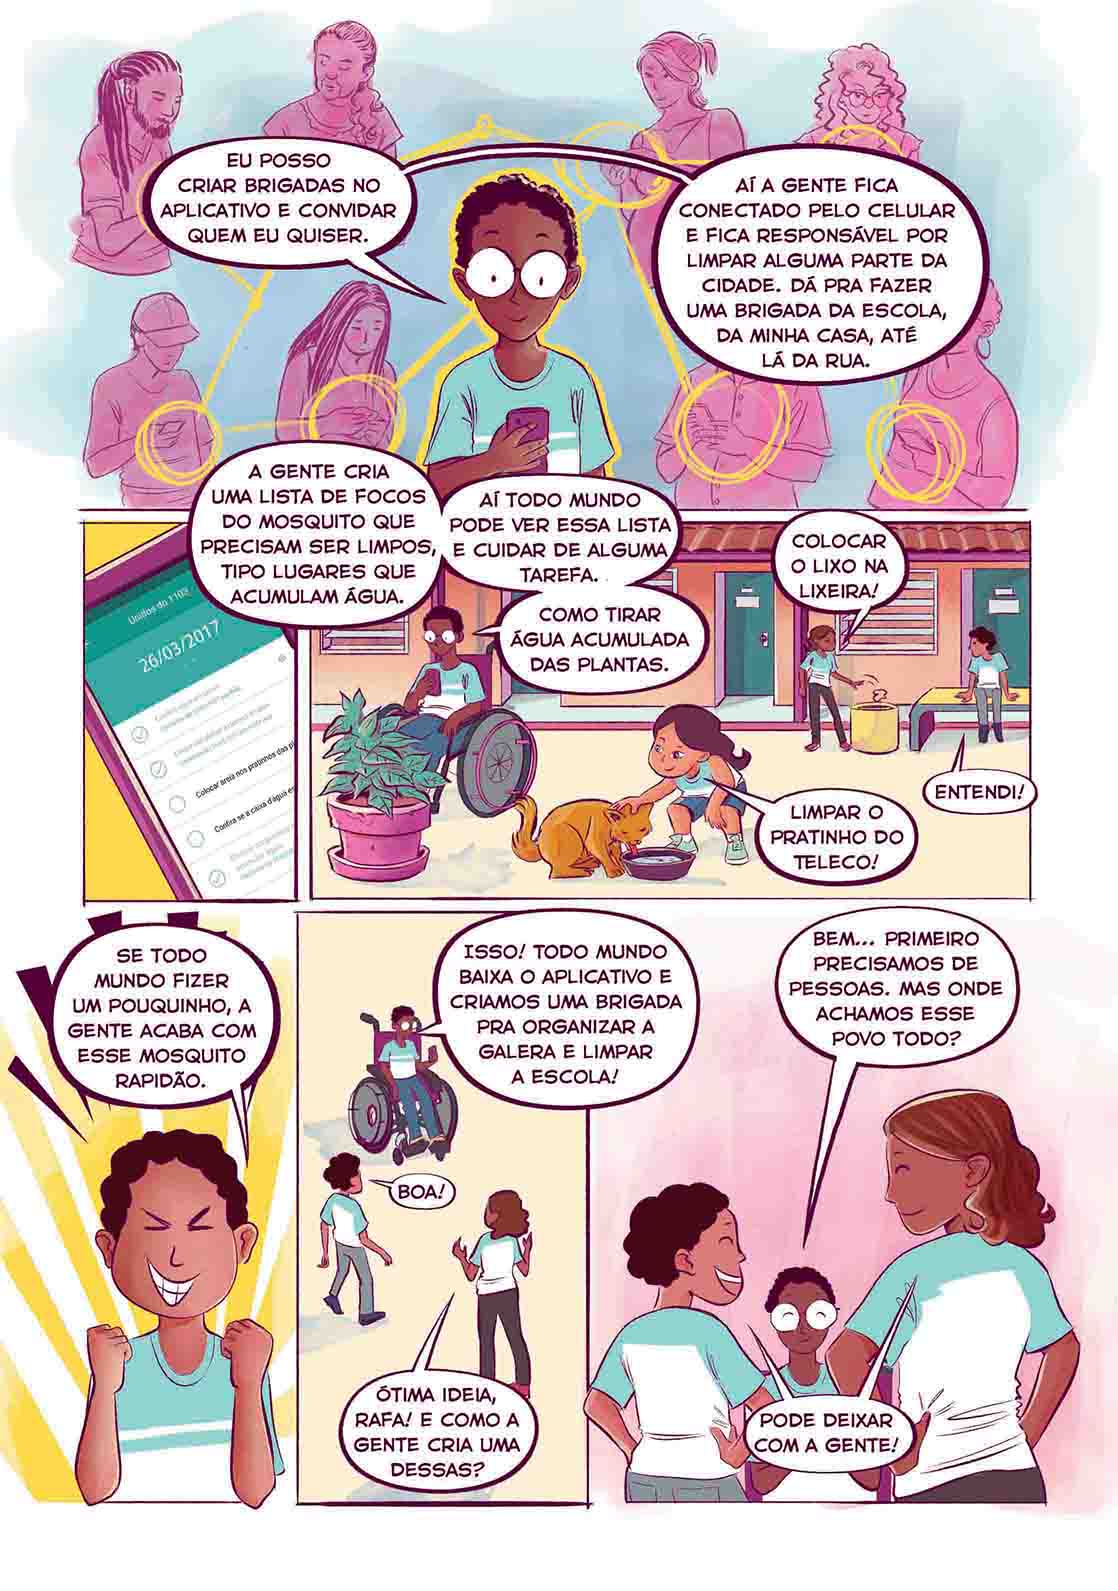 EU POSSO
CRIAR BRIGADAS NO
APLICATIVO E CONVIDAR
QUEM EU QUISER.
AÍ A GENTE FICA
CONECTADO PELO CELULAR
E FICA RESPONSÁVEL POR
LIMPAR ALGUMA PARTE DA
CIDADE. DÁ PRA FAZER
UMA BRIGADA DA ESCOLA,
DA MINHA CASA, ATÉ
LÁ DA RUA.
A GENTE CRIA
UMA LISTA DE FOCOS
DO MOSQUITO QUE
PRECISAM SER LIMPOS,
TIPO LUGARES QUE
ACUMULAM ÁGUA.
Unidos do 1102
26/03/2017
Colocar areia nos pratinhos das
Confira se a caixa d'água
AÍ TODO MUNDO
PODE VER ESSA LISTA
E CUIDAR DE ALGUMA
TAREFA.
COMO TIRAR
ÁGUA ACUMULADA
DAS PLANTAS.
COLOCAR
O LIXO NA
LIXEIRA!
ENTENDI!
LIMPAR O
PRATINHO DO
TELECO!
SE TODO
MUNDO FIZER
UM POUQUINHO, A
GENTE ACABA COM
ESSE MOSQUITO
RAPIDÃO.
ISSO! TODO MUNDO
BAIXA O APLICATIVO E
CRIAMOS UMA BRIGADA
PRA ORGANIZAR A
GALERA E LIMPAR
A ESCOLA!
BOA!
ÓTIMA IDEIA,
RAFA! E COMO A
GENTE CRIA UMA
DESSAS?
BEM... PRIMEIRO
PRECISAMOS DE
PESSOAS. MAS ONDE
ACHAMOS ESSE
POVO TODO?
PODE DEIXAR
COM A GENTE!